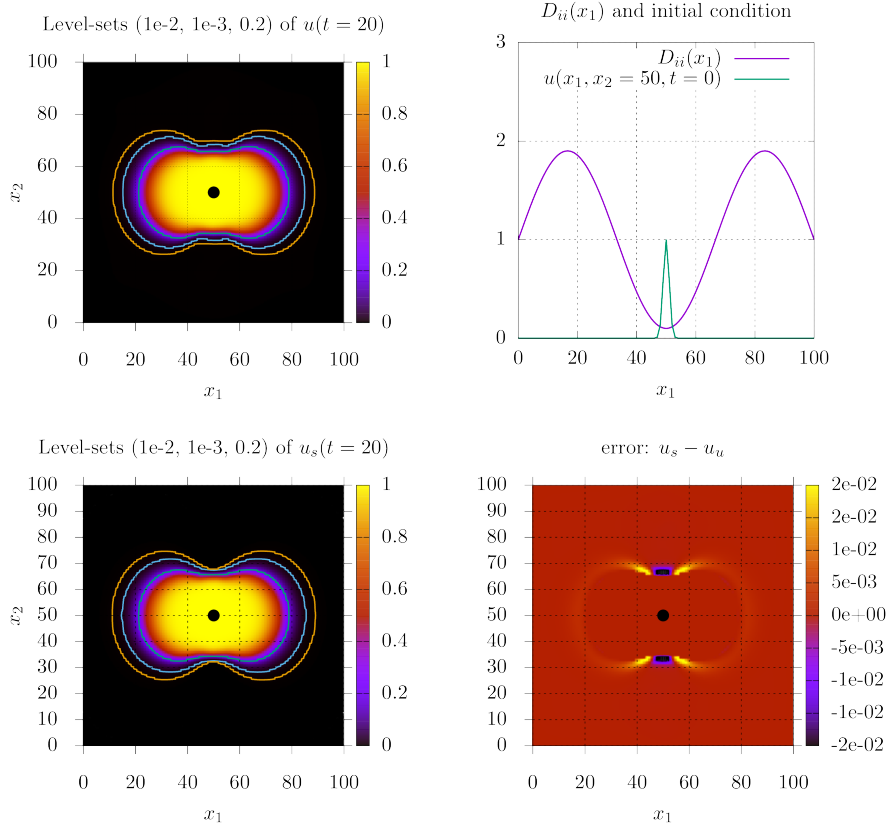 Level-sets (1e-2, 1e-3, 0.2) of u(t = 20)
100
80
60
40
20
0
x₂
0 20 40 60 80 100
x₁
1
0.8
0.6
0.4
0.2
0
Dᵢᵢ(x₁) and initial condition
Dᵢᵢ(x₁)
u(x₁, x₂ = 50, t = 0)
3
2
1
0
0 20 40 60 80 100
x₁
Level-sets (1e-2, 1e-3, 0.2) of uₛ(t = 20)
100
90
80
70
60
50
40
30
20
10
0
x₂
0 20 40 60 80 100
x₁
1
0.8
0.6
0.4
0.2
0
error: uₛ − uᵤ
100
90
80
70
60
50
40
30
20
10
0
0 20 40 60 80 100
x₁
2e-02
2e-02
1e-02
5e-03
0e+00
-5e-03
-1e-02
-2e-02
-2e-02